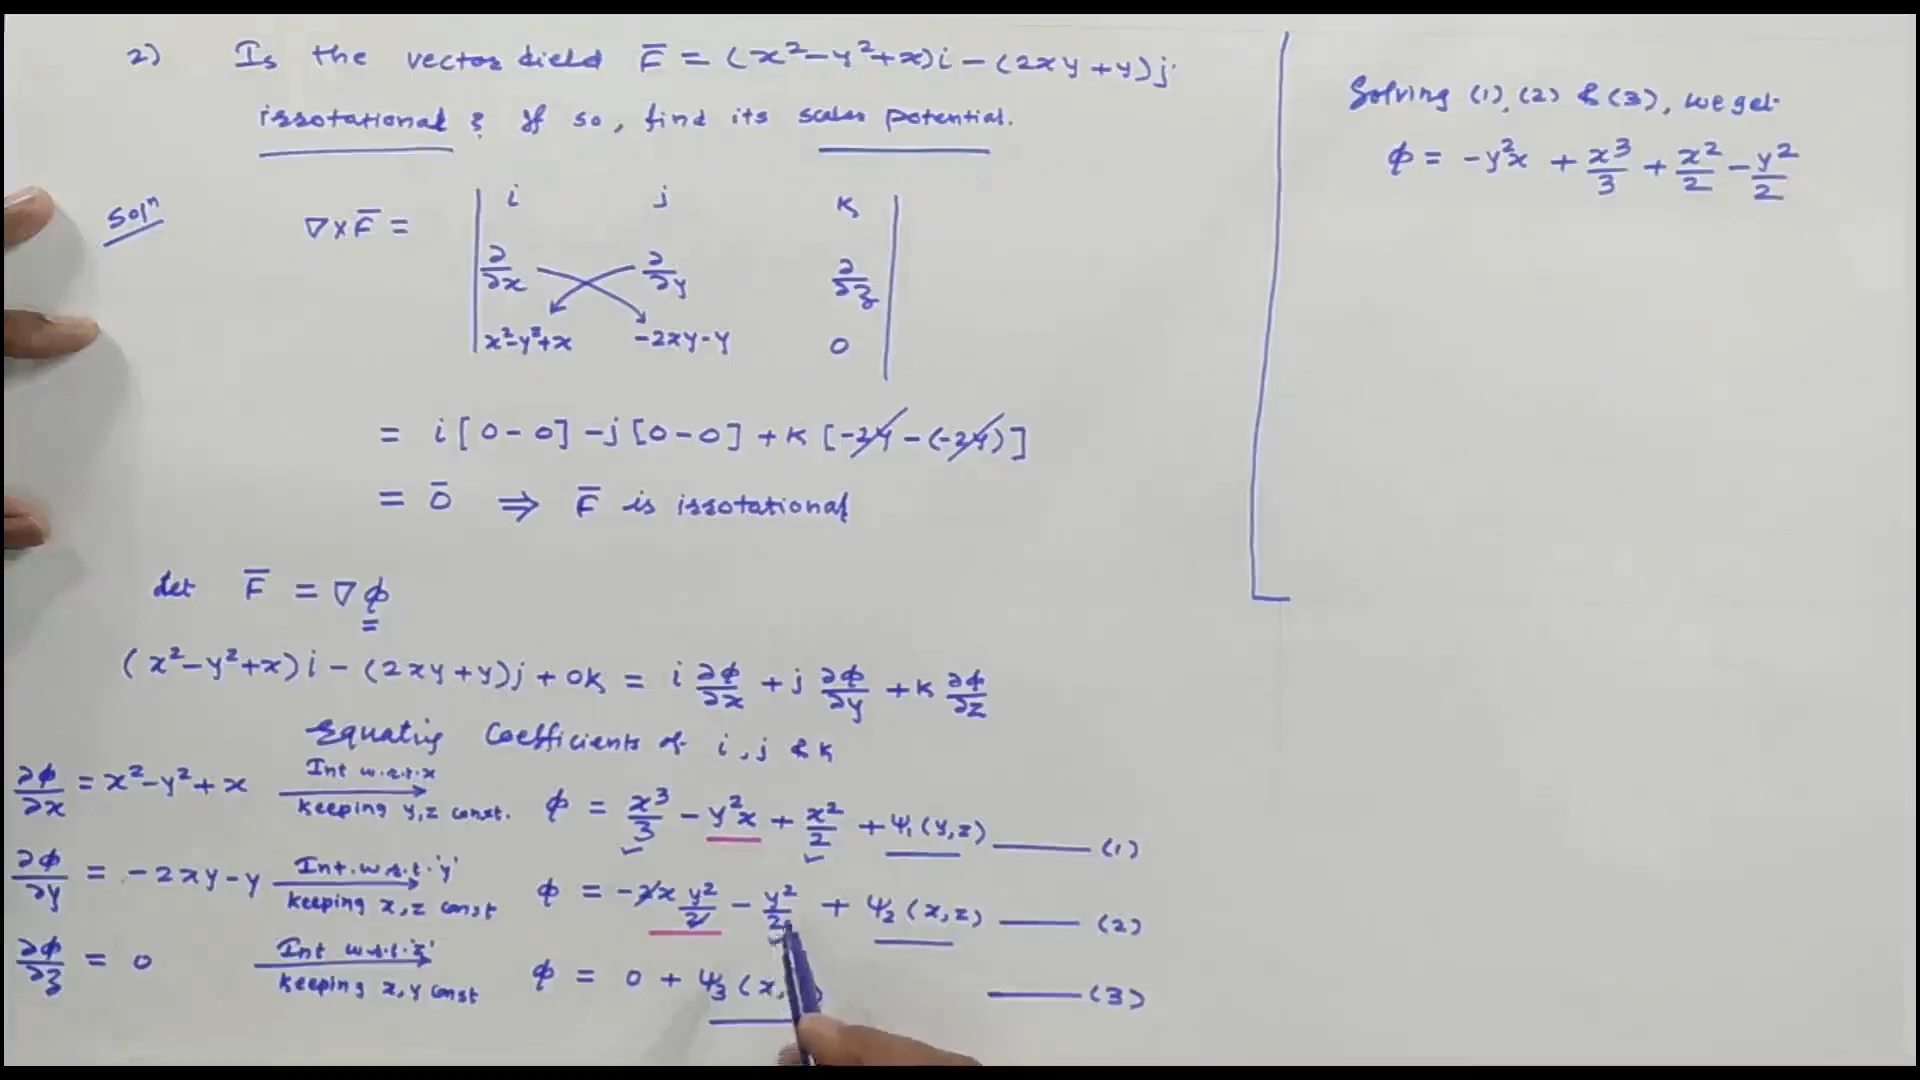 2) Is the vector field F̄ = (x²-y²+x)i - (2xy+y)j
irrotational? If so, find its scalar potential.
Solⁿ
∇×F̄ = | i j k |
| ∂/∂x ∂/∂y ∂/∂z |
| x²-y²+x -2xy-y 0 |
= i[0-0] - j[0-0] + k[-2y-(-2y)]
= 0̄ ⇒ F̄ is irrotational
Let F̄ = ∇φ
(x²-y²+x)i - (2xy+y)j + 0k = i ∂φ/∂x + j ∂φ/∂y + k ∂φ/∂z
Equating Coefficients of i, j & k
∂φ/∂x = x²-y²+x Int w.r.t.x keeping y,z const. φ = x³/3 - y²x + x²/2 + ψ₁(y,z) (1)
∂φ/∂y = -2xy-y Int. w.r.t.'y' keeping x,z const φ = -2x y²/2 - y²/2 + ψ₂(x,z) (2)
∂φ/∂z = 0 Int w.r.t.'z' keeping x,y const φ = 0 + ψ₃(x, ) (3)
Solving (1), (2) & (3), we get
φ = -y²x + x³/3 + x²/2 - y²/2